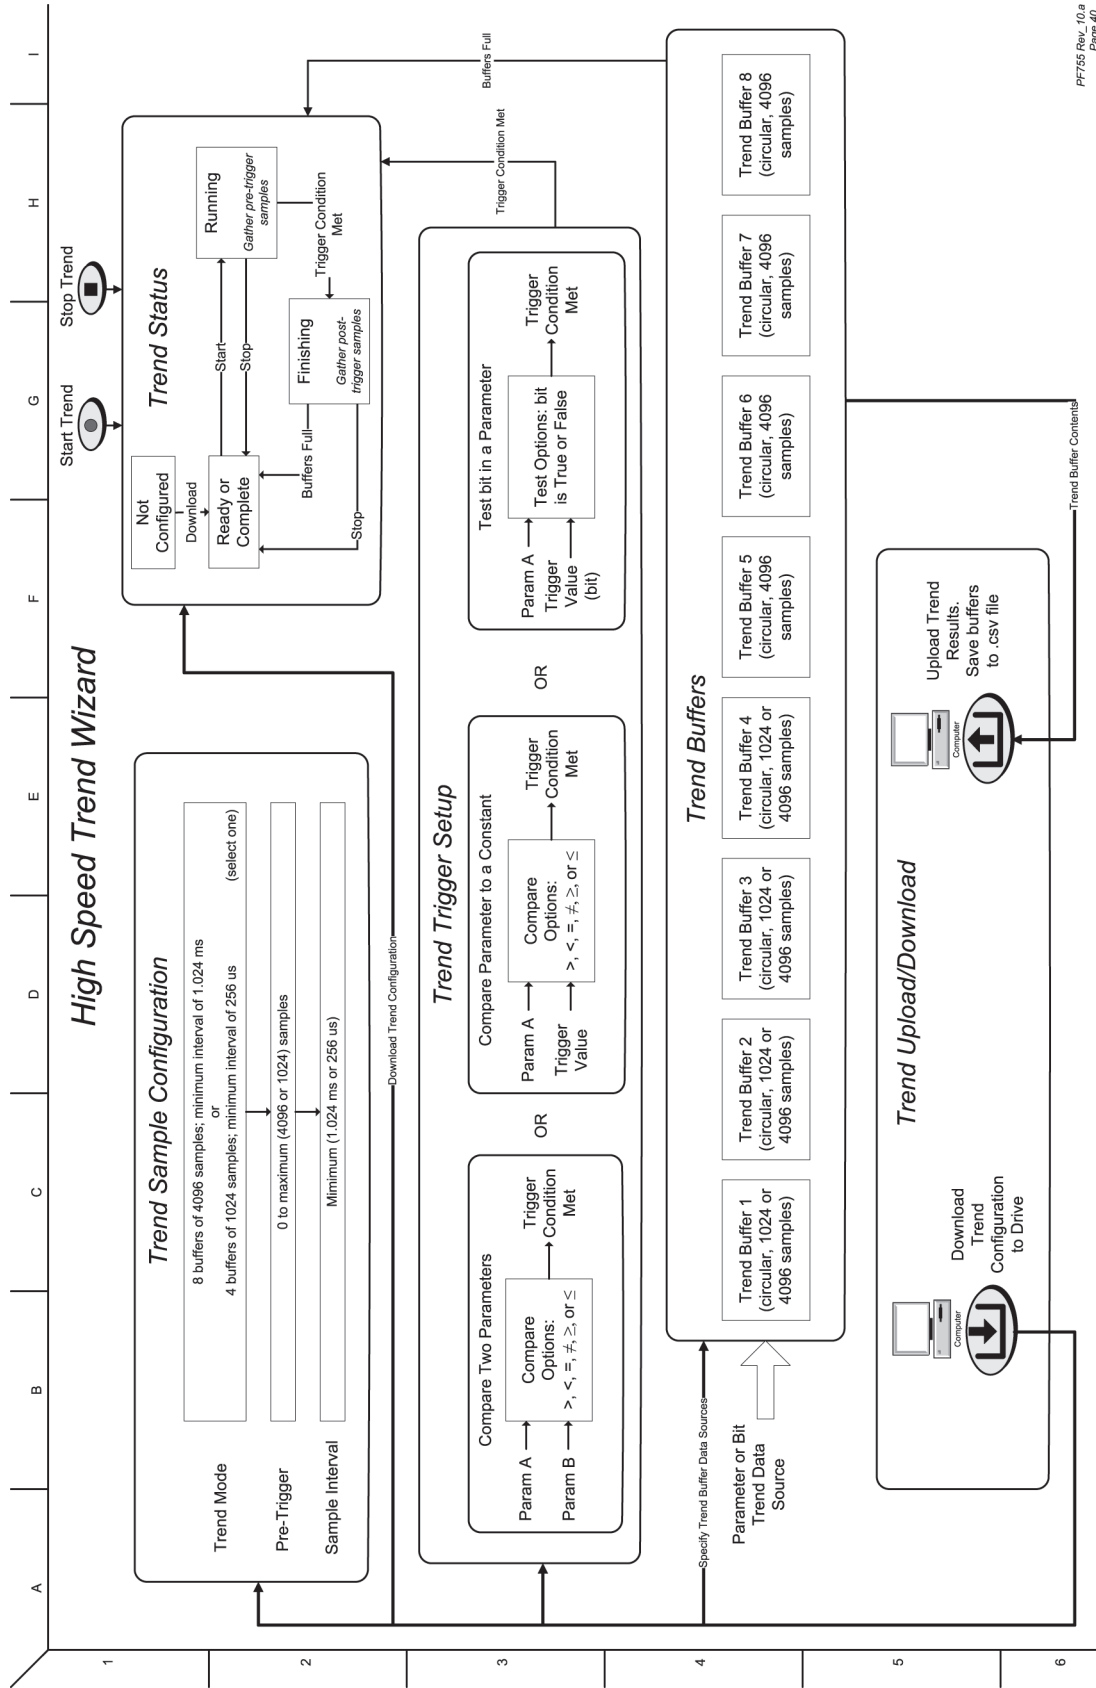 A
B
C
D
E
F
G
H
I
1
2
3
4
5
6
High Speed Trend Wizard
Trend Sample Configuration
Trend Mode
8 buffers of 4096 samples; minimum interval of 1.024 ms
or
4 buffers of 1024 samples; minimum interval of 256 us
(select one)
Pre-Trigger
0 to maximum (4096 or 1024) samples
Sample Interval
Mimimum (1.024 ms or 256 us)
Start Trend
Stop Trend
Trend Status
Not
Configured
Download
Ready or
Complete
Start
Stop
Running
Gather pre-trigger
samples
Trigger Condition
Met
Finishing
Gather post-
trigger samples
Buffers Full
Stop
Download Trend Configuration
Trigger Condition Met
Buffers Full
Trend Trigger Setup
Compare Two Parameters
Param A
Param B
Compare
Options:
>, <, =, ≠, ≥, or ≤
Trigger
Condition
Met
OR
Compare Parameter to a Constant
Param A
Trigger
Value
Compare
Options:
>, <, =, ≠, ≥, or ≤
Trigger
Condition
Met
OR
Test bit in a Parameter
Param A
Trigger
Value
(bit)
Test Options: bit
is True or False
Trigger
Condition
Met
Specify Trend Buffer Data Sources
Parameter or Bit
Trend Data
Source
Trend Buffers
Trend Buffer 1
(circular, 1024 or
4096 samples)
Trend Buffer 2
(circular, 1024 or
4096 samples)
Trend Buffer 3
(circular, 1024 or
4096 samples)
Trend Buffer 4
(circular, 1024 or
4096 samples)
Trend Buffer 5
(circular, 4096
samples)
Trend Buffer 6
(circular, 4096
samples)
Trend Buffer 7
(circular, 4096
samples)
Trend Buffer 8
(circular, 4096
samples)
Trend Upload/Download
Computer
Download
Trend
Configuration
to Drive
Computer
Upload Trend
Results.
Save buffers
to .csv file
Trend Buffer Contents
PF755 Rev_10.a
Page 40